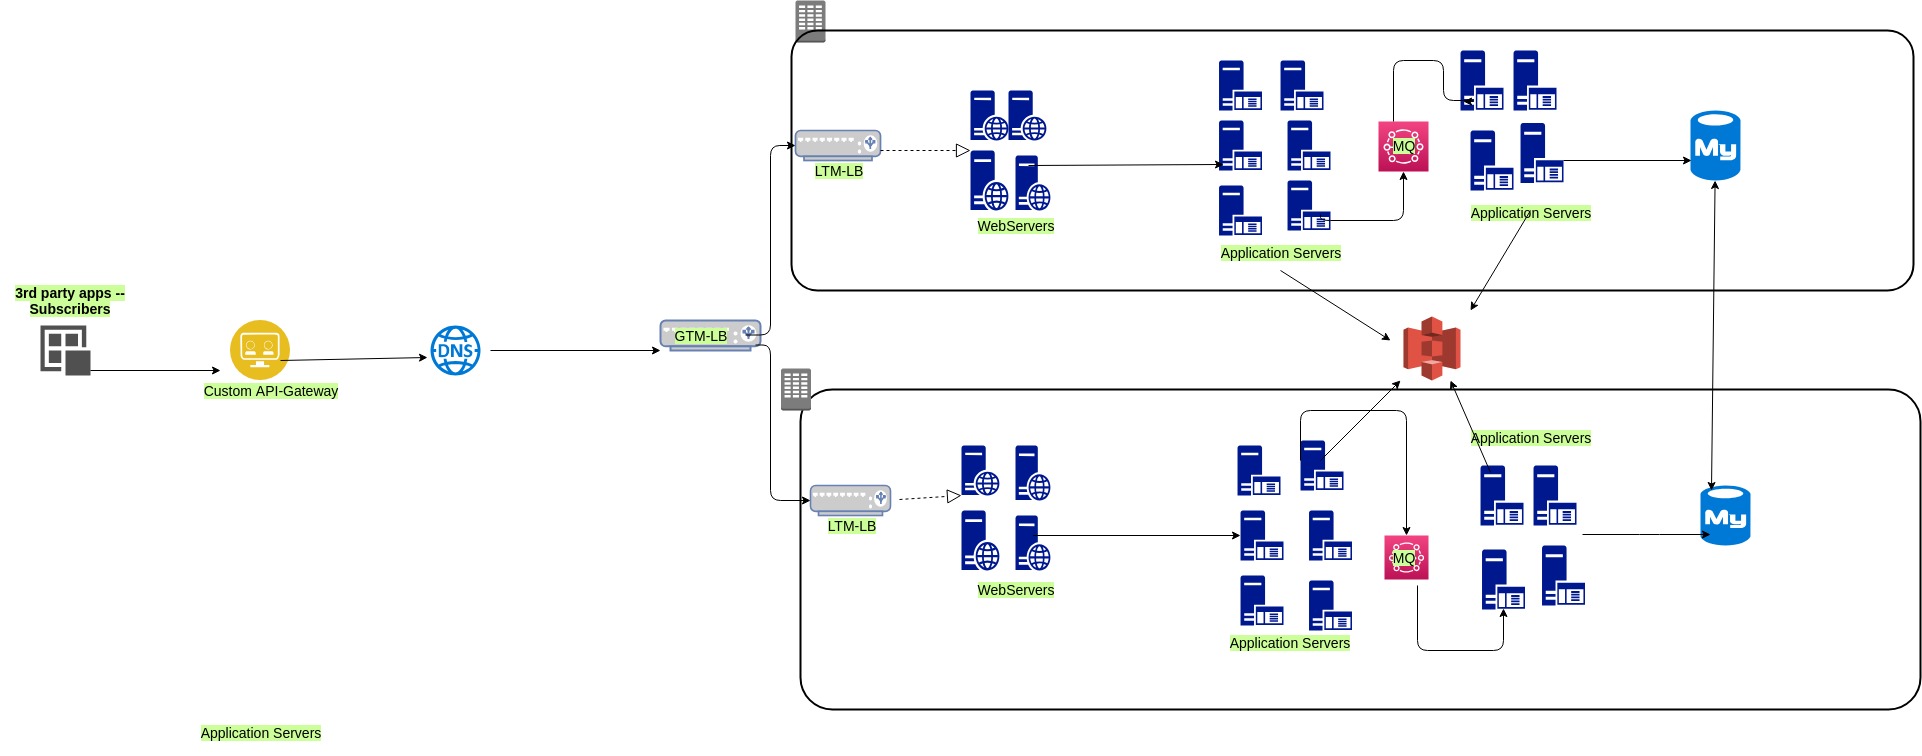 LTM-LB
WebServers
Application Servers
MQ
Application Servers
My
3rd party apps --
Subscribers
Custom API-Gateway
DNS
GTM-LB
LTM-LB
WebServers
Application Servers
MQ
Application Servers
My
Application Servers